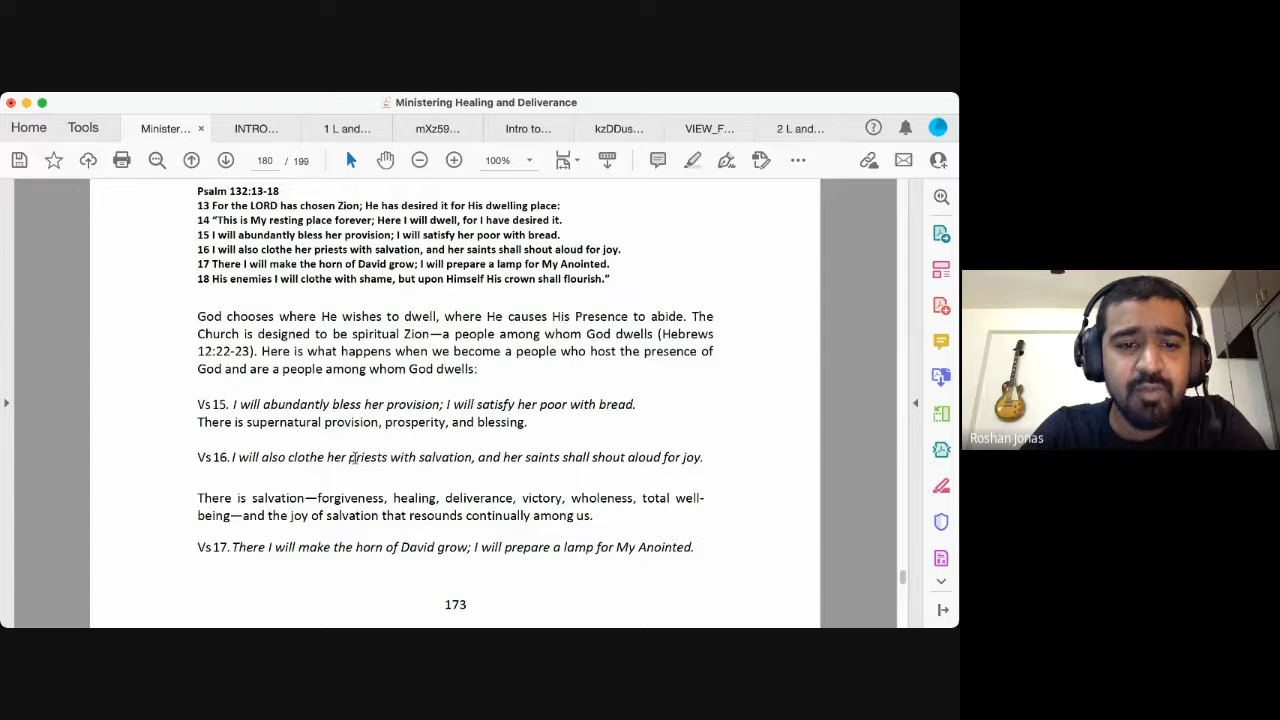 Ministering Healing and Deliverance
Home Tools Minister... × INTRO... 1 L and... mXz59... Intro to... kzDDus... VIEW_F... 2 L and...
180 / 199 100%
Psalm 132:13-18
13 For the LORD has chosen Zion; He has desired it for His dwelling place:
14 “This is My resting place forever; Here I will dwell, for I have desired it.
15 I will abundantly bless her provision; I will satisfy her poor with bread.
16 I will also clothe her priests with salvation, and her saints shall shout aloud for joy.
17 There I will make the horn of David grow; I will prepare a lamp for My Anointed.
18 His enemies I will clothe with shame, but upon Himself His crown shall flourish.”
God chooses where He wishes to dwell, where He causes His Presence to abide. The
Church is designed to be spiritual Zion—a people among whom God dwells (Hebrews
12:22-23). Here is what happens when we become a people who host the presence of
God and are a people among whom God dwells:
Vs 15. I will abundantly bless her provision; I will satisfy her poor with bread.
There is supernatural provision, prosperity, and blessing.
Vs 16. I will also clothe her priests with salvation, and her saints shall shout aloud for joy.
There is salvation—forgiveness, healing, deliverance, victory, wholeness, total well-
being—and the joy of salvation that resounds continually among us.
Vs 17. There I will make the horn of David grow; I will prepare a lamp for My Anointed.
173
Roshan Jonas